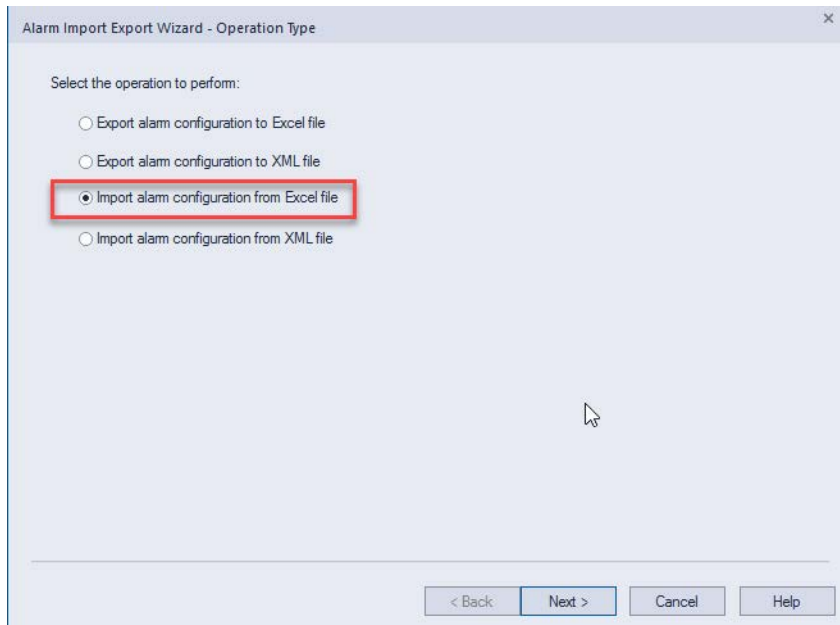 Alarm Import Export Wizard - Operation Type
Select the operation to perform:
Export alarm configuration to Excel file
Export alarm configuration to XML file
Import alarm configuration from Excel file
Import alarm configuration from XML file
< Back Next > Cancel Help